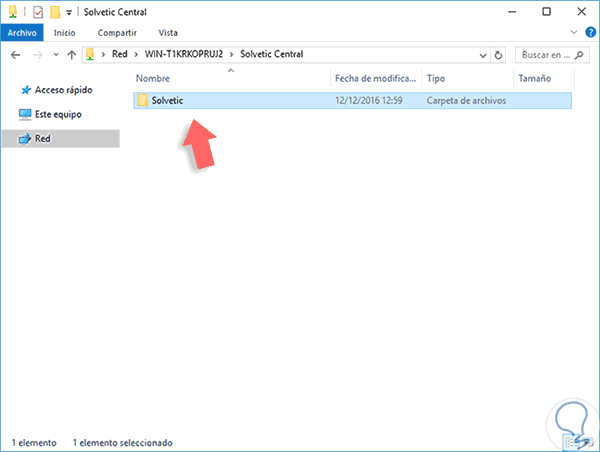 Solvetic Central
Archivo Inicio Compartir Vista
Red > WIN-T1KRKOPRUJ2 > Solvetic Central
Buscar en ...
Nombre Fecha de modifica... Tipo Tamaño
Acceso rápido
Solvetic 12/12/2016 12:59 Carpeta de archivos
Este equipo
Red
1 elemento 1 elemento seleccionado